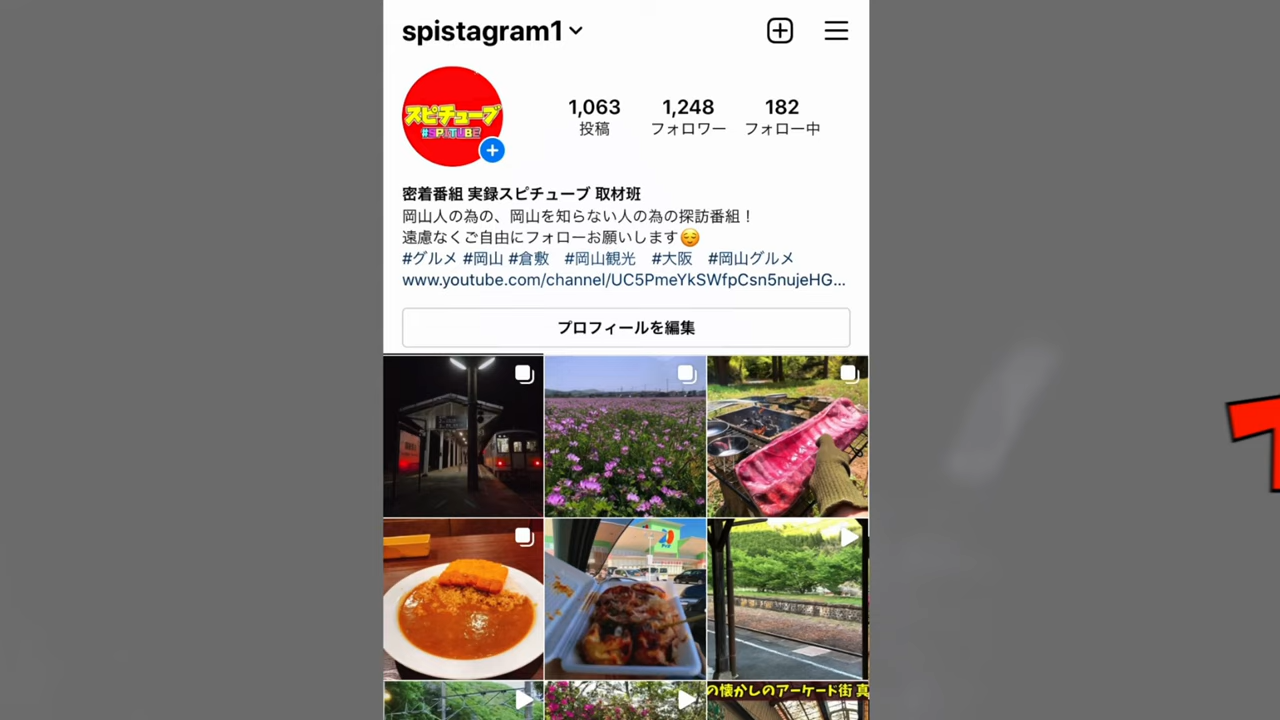 spistagram1
スピチューブ
#SPITUBE
1,063
投稿
1,248
フォロワー
182
フォロー中
密着番組 実録スピチューブ 取材班
岡山人の為の、岡山を知らない人の為の探訪番組！
遠慮なくご自由にフォローお願いします😌
#グルメ #岡山 #倉敷 #岡山観光 #大阪 #岡山グルメ
www.youtube.com/channel/UC5PmeYkSWfpCsn5nujeHG...
プロフィールを編集
の懐かしのアーケード街 真